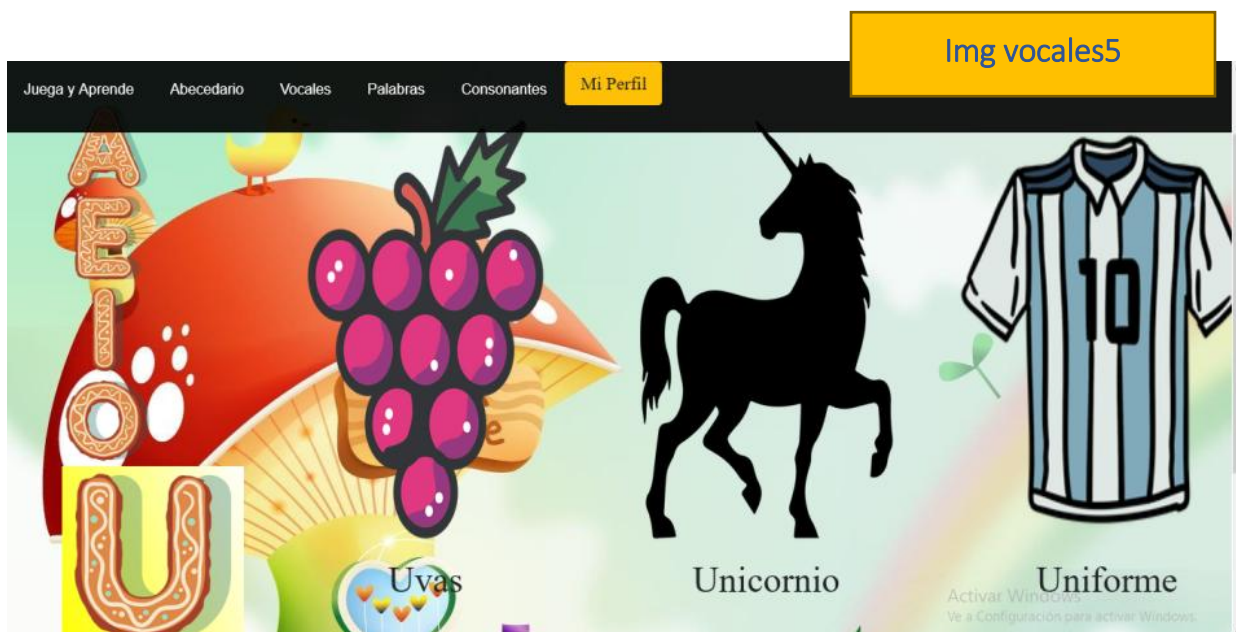 Img vocales5
Juega y Aprende Abecedario Vocales Palabras Consonantes Mi Perfil
A
E
I
O
U
10
Uvas Unicornio Uniforme
Activar Windows
Ve a Configuración para activar Windows.